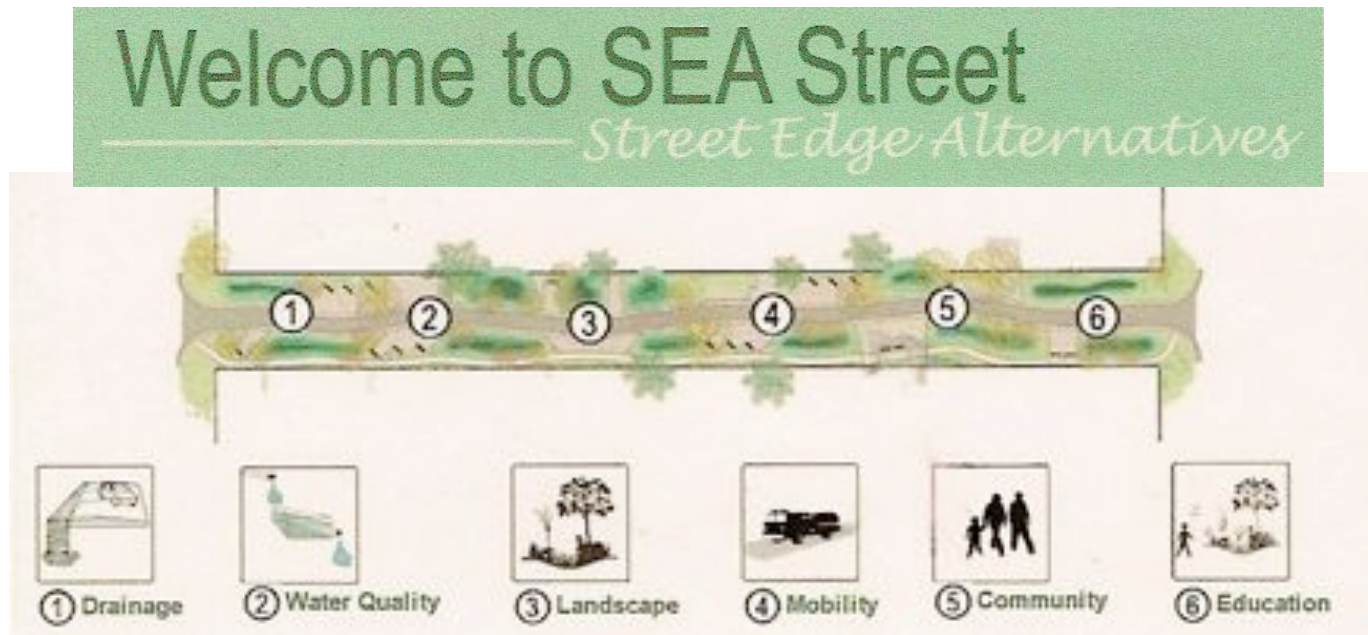 Welcome to SEA Street
Street Edge Alternatives
1 2 3 4 5 6
1 Drainage 2 Water Quality 3 Landscape 4 Mobility 5 Community 6 Education